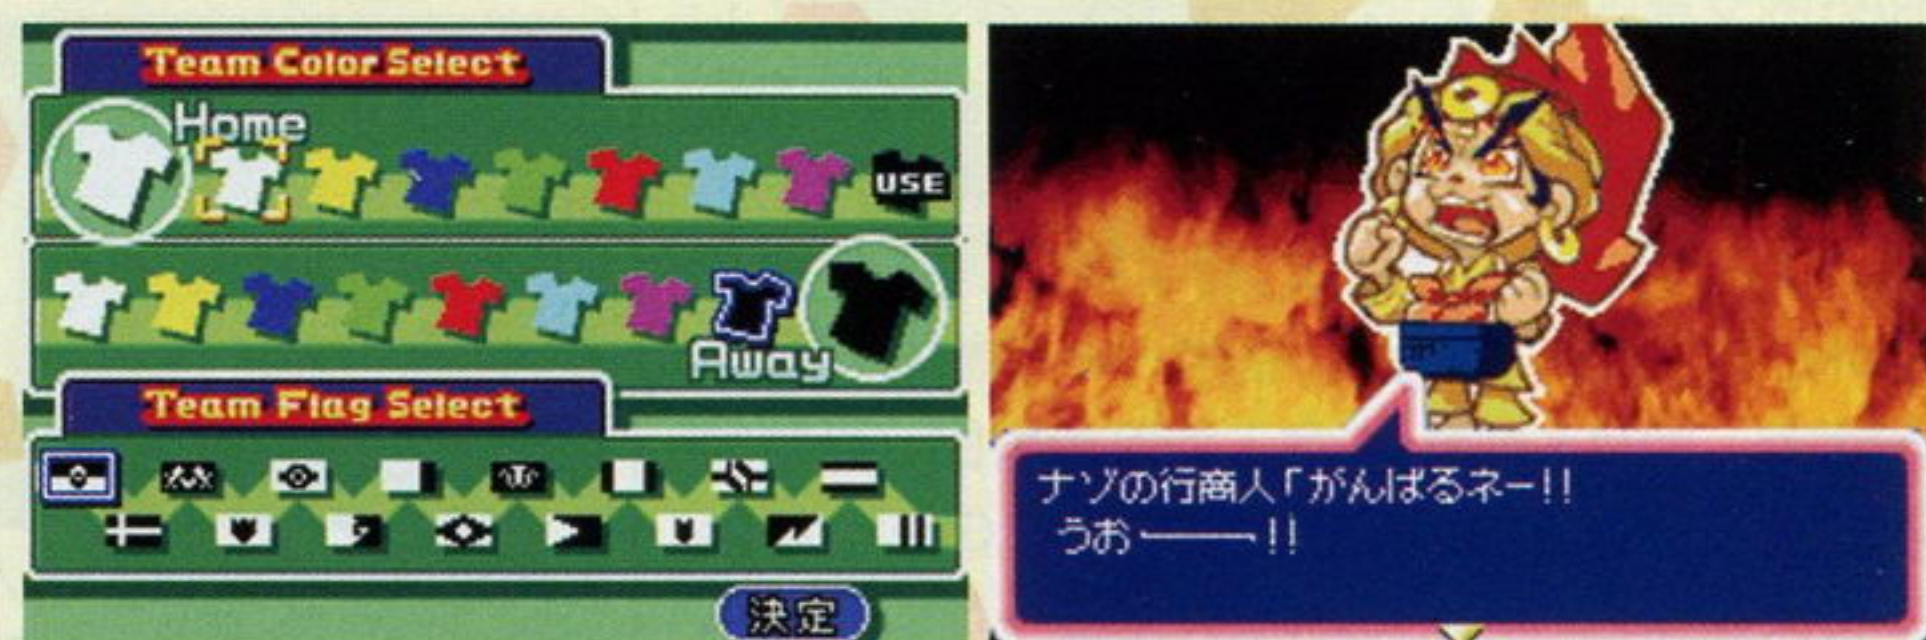 Team Color Select
Home
USE
Away
Team Flag Select
決定
ナゾの行商人「がんばるネー!!
うおーーー!!